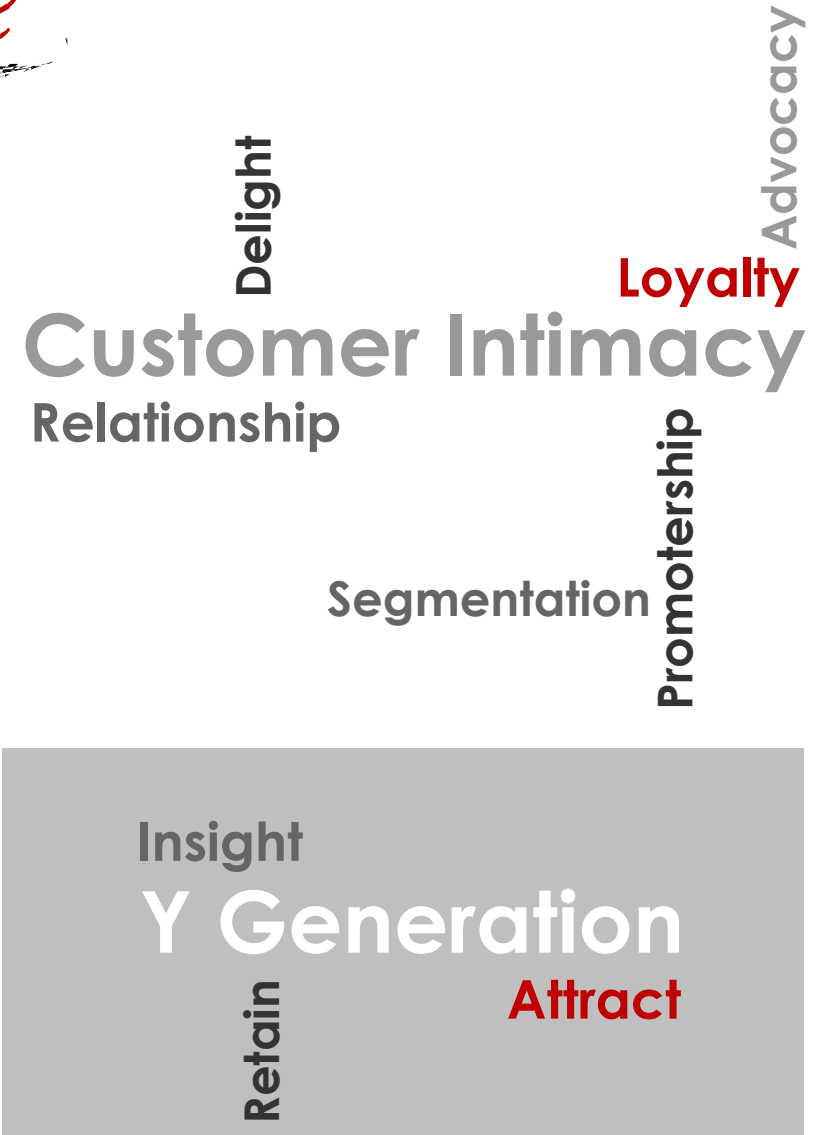 Advocacy
Delight
Loyalty
Customer Intimacy
Relationship
Promotership
Segmentation
Insight
Y Generation
Attract
Retain